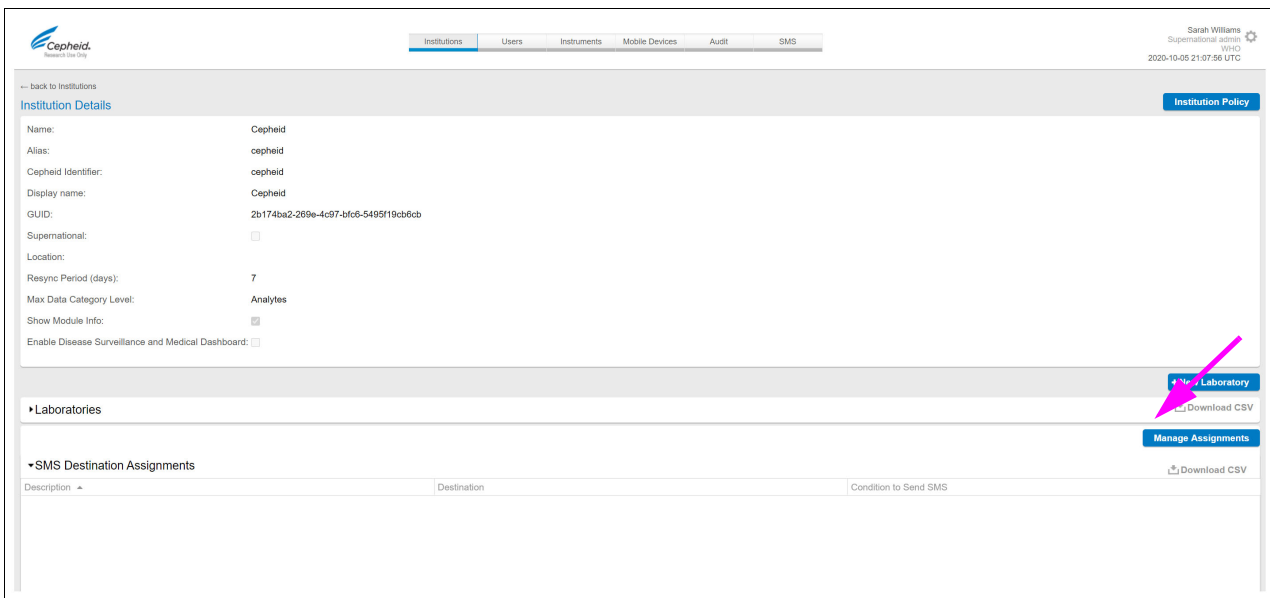 Cepheid.
Research Use Only
Institutions Users Instruments Mobile Devices Audit SMS
Sarah Williams
Supernational admin
WHO
2020-10-05 21:07:56 UTC
← back to Institutions
Institution Details
Institution Policy
Name: Cepheid
Alias: cepheid
Cepheid Identifier: cepheid
Display name: Cepheid
GUID: 2b174ba2-269e-4c97-bfc6-5495f19cb6cb
Supernational:
Location:
Resync Period (days): 7
Max Data Category Level: Analytes
Show Module Info:
Enable Disease Surveillance and Medical Dashboard:
+ New Laboratory
Laboratories
Download CSV
Manage Assignments
SMS Destination Assignments
Download CSV
Description Destination Condition to Send SMS